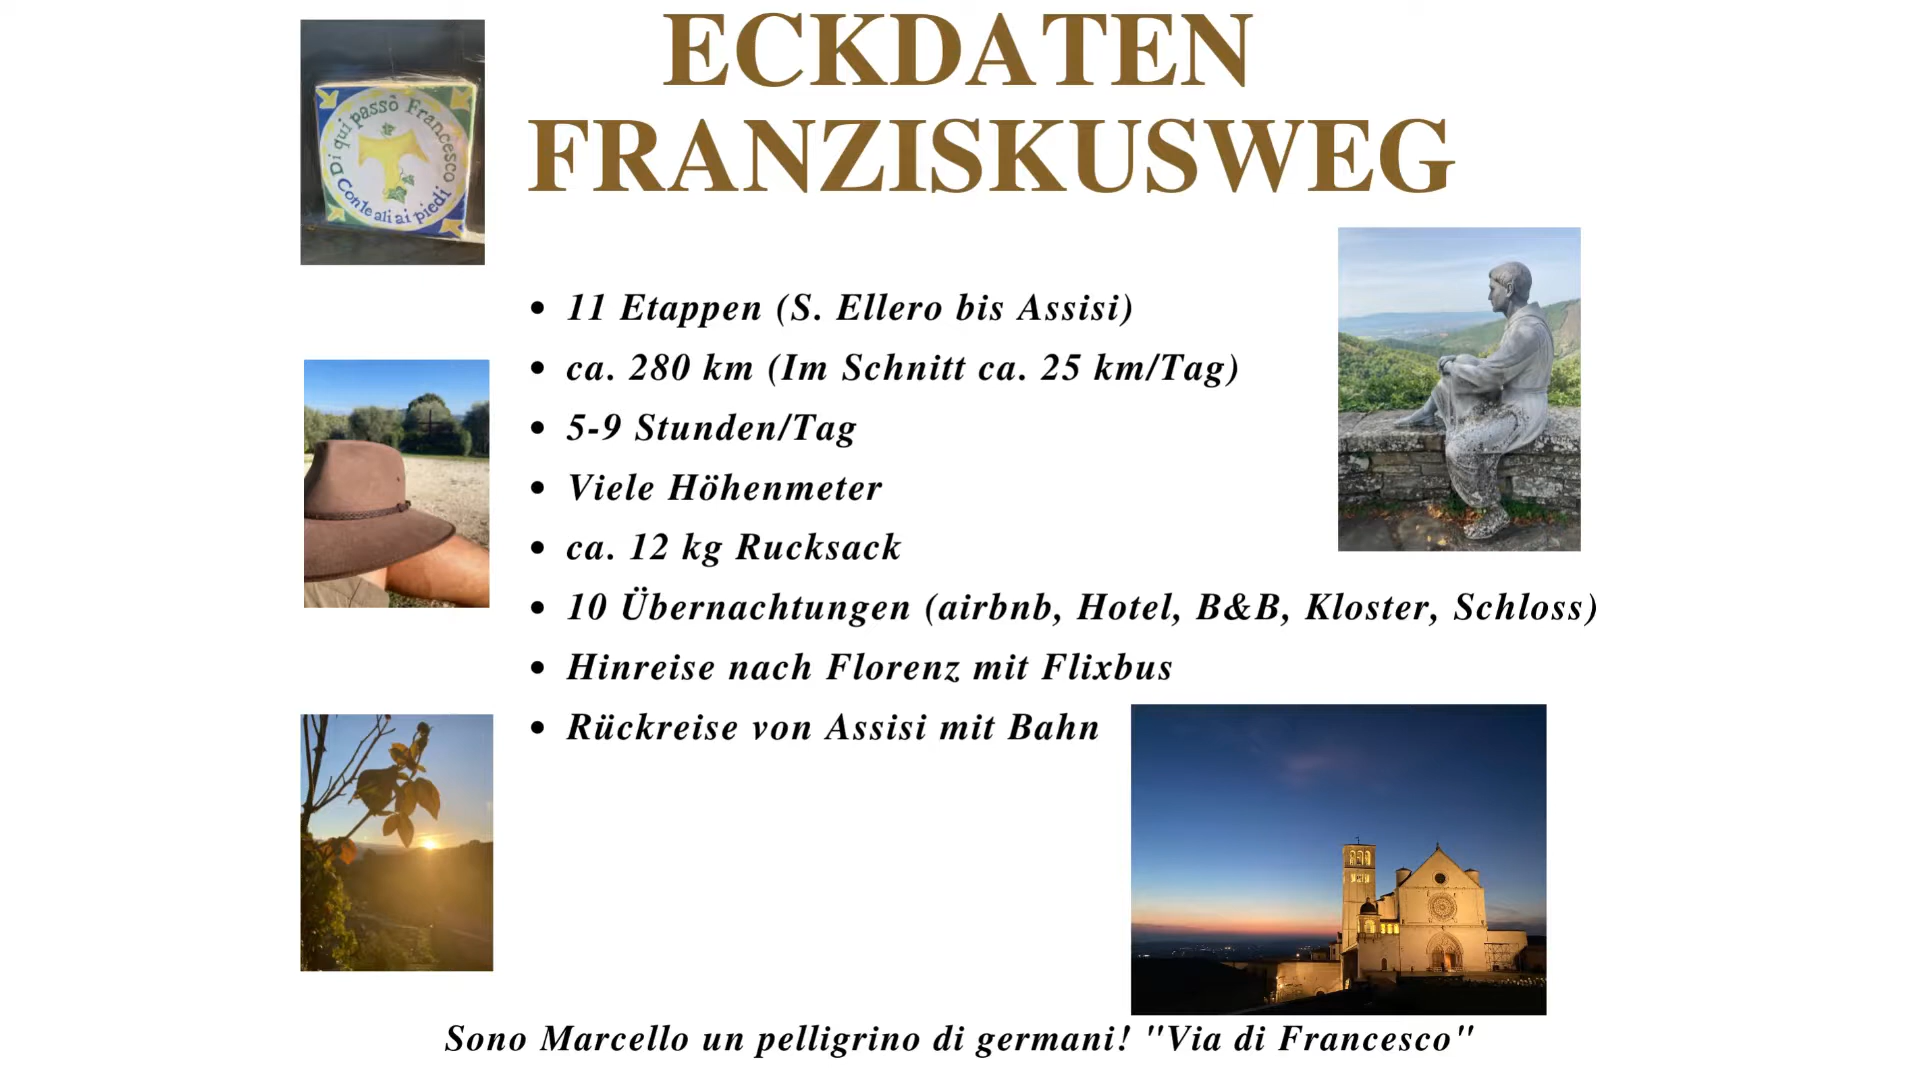 ECKDATEN
FRANZISKUSWEG
Di qui passò Francesco
Con le ali ai piedi
• 11 Etappen (S. Ellero bis Assisi)
• ca. 280 km (Im Schnitt ca. 25 km/Tag)
• 5-9 Stunden/Tag
• Viele Höhenmeter
• ca. 12 kg Rucksack
• 10 Übernachtungen (airbnb, Hotel, B&B, Kloster, Schloss)
• Hinreise nach Florenz mit Flixbus
• Rückreise von Assisi mit Bahn
Sono Marcello un pelligrino di germani! "Via di Francesco"